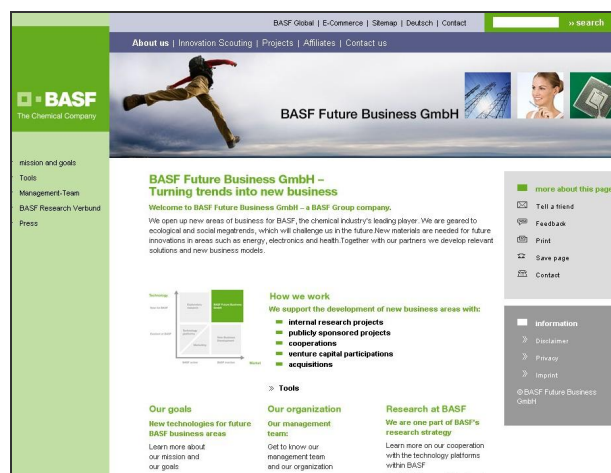 BASF Global | E-Commerce | Sitemap | Deutsch | Contact
» search
About us | Innovation Scouting | Projects | Affiliates | Contact us
BASF
The Chemical Company
BASF Future Business GmbH
mission and goals
Tools
Management-Team
BASF Research Verbund
Press
BASF Future Business GmbH –
Turning trends into new business
Welcome to BASF Future Business GmbH – a BASF Group company.
We open up new areas of business for BASF, the chemical industry's leading player. We are geared to
ecological and social megatrends, which will challenge us in the future.New materials are needed for future
innovations in areas such as energy, electronics and health.Together with our partners we develop relevant
solutions and new business models.
Technology
Market
How we work
We support the development of new business areas with:
internal research projects
publicly sponsored projects
cooperations
venture capital participations
acquisitions
» Tools
Our goals
New technologies for future
BASF business areas
Learn more about
our mission and
our goals
Our organization
Our management
team:
Get to know our
management team
and our organization
Research at BASF
We are one part of BASF's
research strategy
Learn more on our cooperation
with the technology platforms
within BASF
more about this page
Tell a friend
Feedback
Print
Save page
Contact
information
» Disclaimer
» Privacy
» Imprint
© BASF Future Business
GmbH